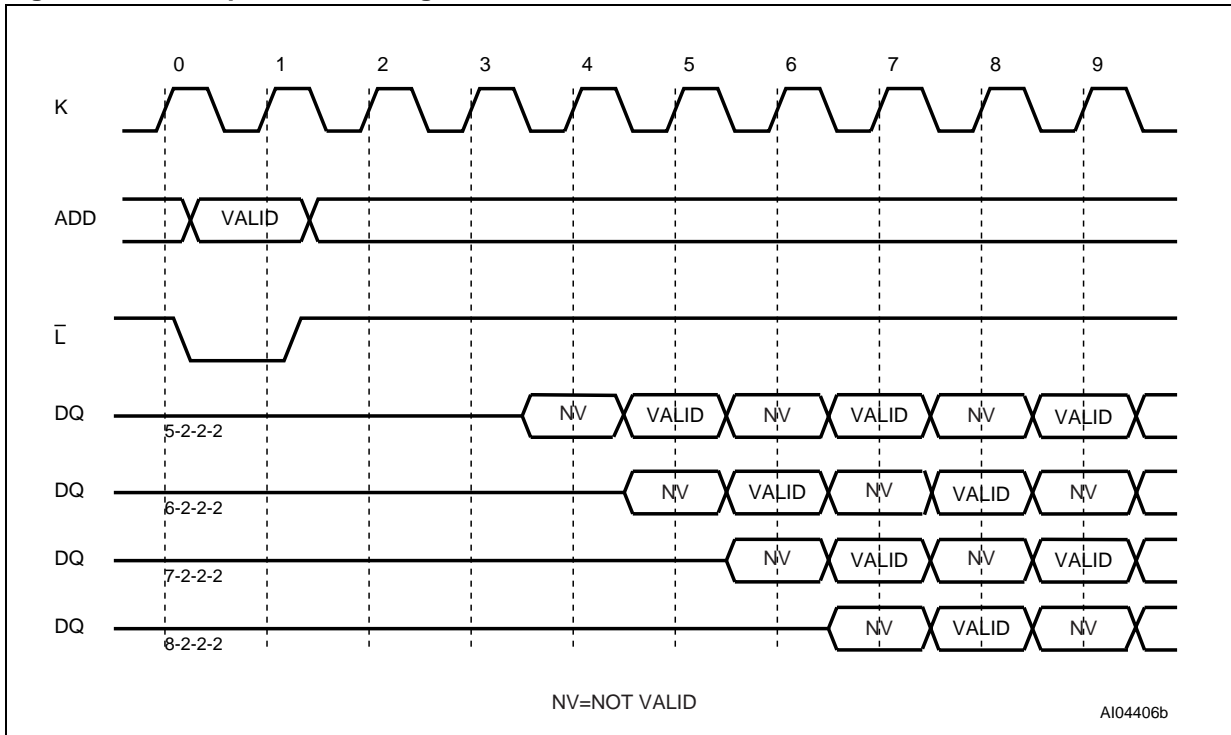 0 1 2 3 4 5 6 7 8 9
K
ADD VALID
L̅
DQ NV VALID NV VALID NV VALID
5-2-2-2
DQ NV VALID NV VALID NV
6-2-2-2
DQ NV VALID NV VALID
7-2-2-2
DQ NV VALID NV
8-2-2-2
NV=NOT VALID
AI04406b